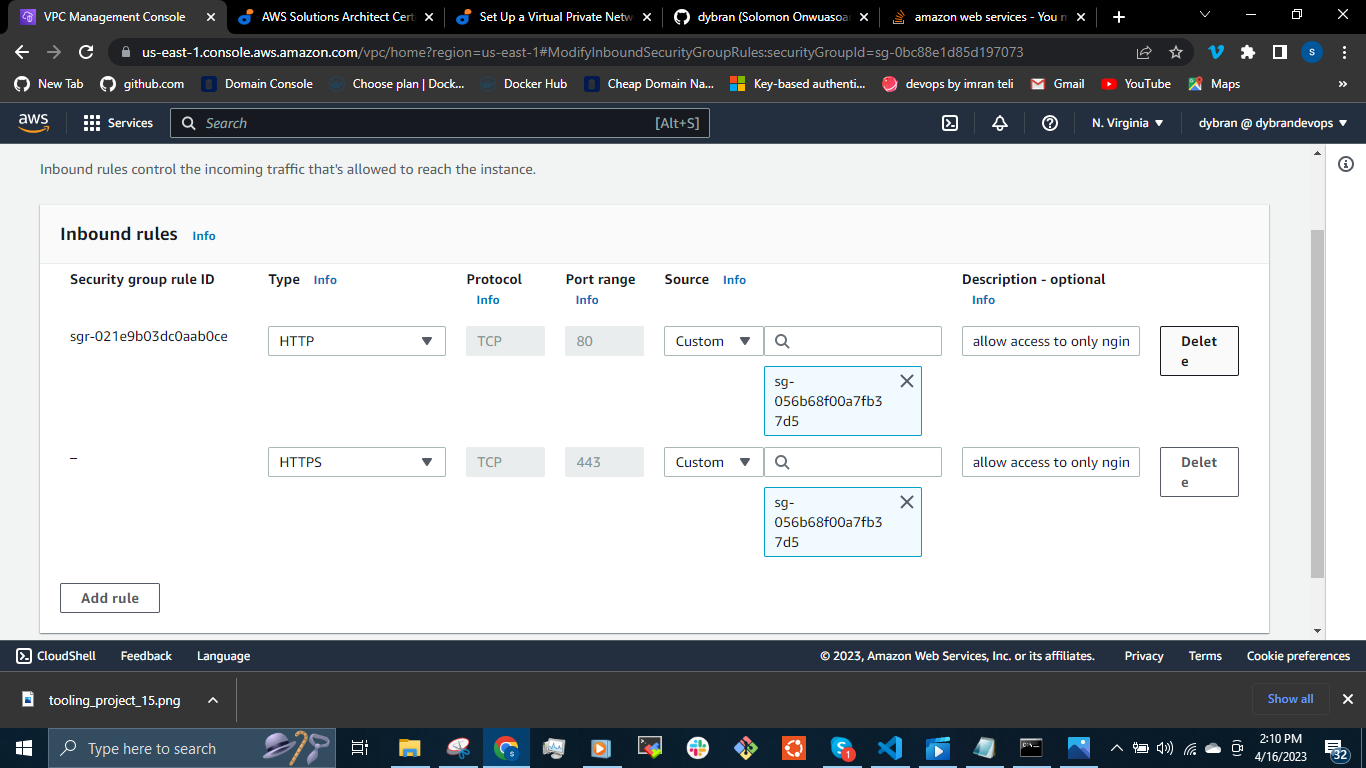 VPC Management Console
AWS Solutions Architect Cert
Set Up a Virtual Private Netw
dybran (Solomon Onwuasoa
amazon web services - You n
us-east-1.console.aws.amazon.com/vpc/home?region=us-east-1#ModifyInboundSecurityGroupRules:securityGroupId=sg-0bc88e1d85d197073
S
New Tab
github.com
Domain Console
Choose plan | Dock...
Docker Hub
Cheap Domain Na...
Key-based authenti...
devops by imran teli
Gmail
YouTube
Maps
»
aws
Services
Search
[Alt+S]
N. Virginia
dybran @ dybrandevops
Inbound rules control the incoming traffic that's allowed to reach the instance.
Inbound rules Info
Security group rule ID
Type Info
Protocol
Info
Port range
Info
Source Info
Description - optional
Info
sgr-021e9b03dc0aab0ce
HTTP
TCP
80
Custom
allow access to only ngin
Delet
e
sg-
056b68f00a7fb3
7d5
–
HTTPS
TCP
443
Custom
allow access to only ngin
Delet
e
sg-
056b68f00a7fb3
7d5
Add rule
CloudShell
Feedback
Language
© 2023, Amazon Web Services, Inc. or its affiliates.
Privacy
Terms
Cookie preferences
tooling_project_15.png
Show all
Type here to search
1
2:10 PM
4/16/2023
32